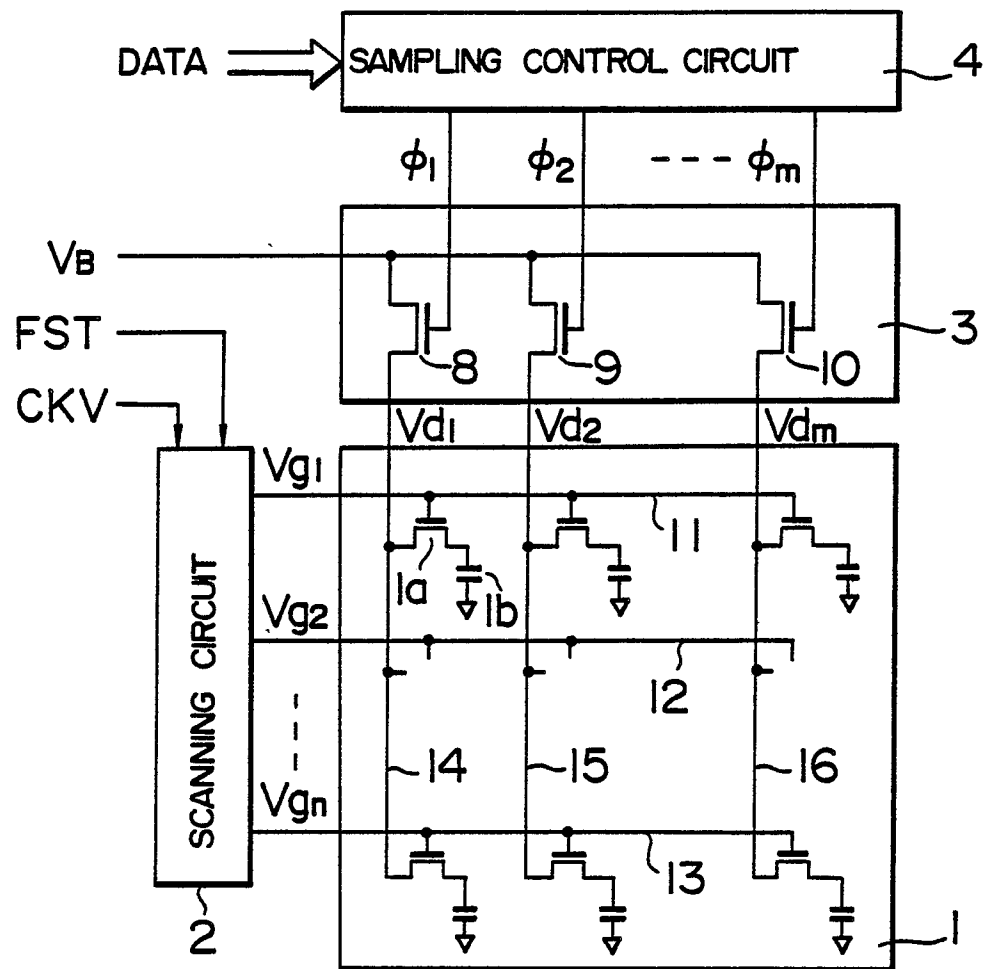 DATA
SAMPLING CONTROL CIRCUIT
4
ϕ1
ϕ2
---- ϕm
VB
FST
CKV
8
9
10
3
Vd1
Vd2
Vdm
Vg1
11
1a
1b
Vg2
12
SCANNING CIRCUIT
14
15
16
Vgn
13
2
1